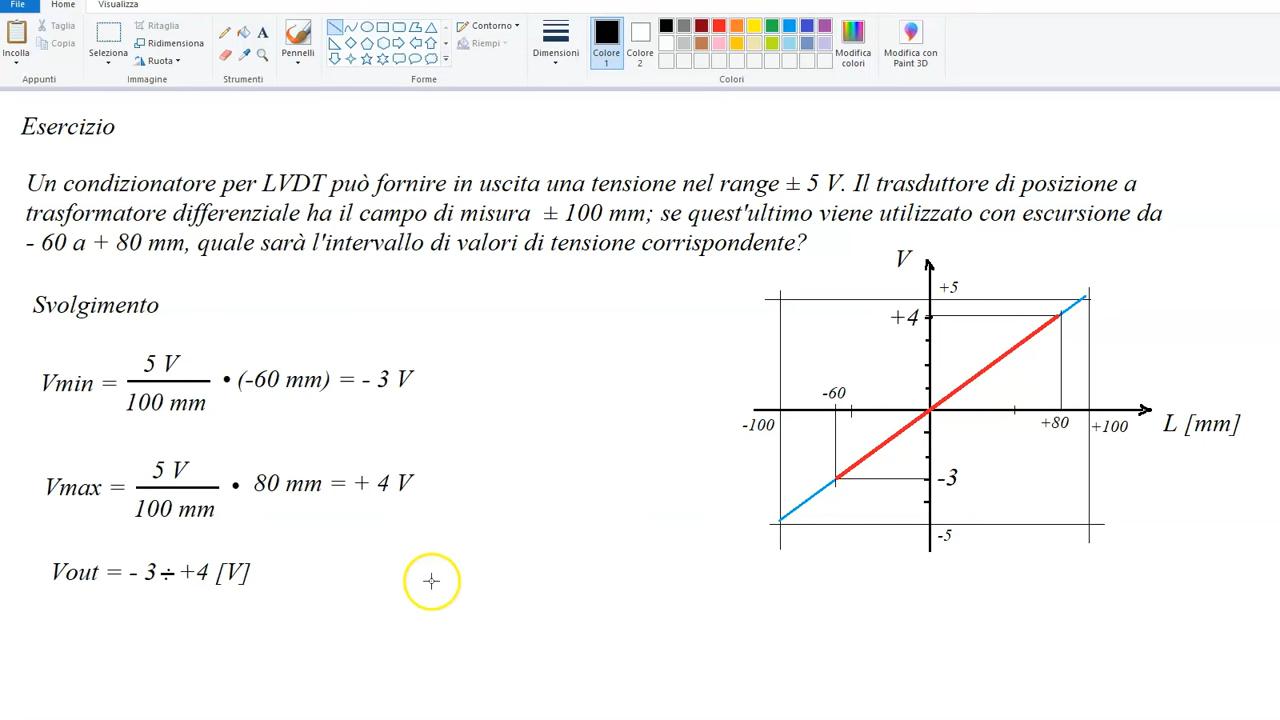 File Home Visualizza
Incolla
Taglia
Copia
Appunti
Selezione
Ritaglia
Ridimensiona
Ruota
Immagine
A
Strumenti
Pennelli
Contorno
Riempi
Forme
Dimensioni
Colore
1
Colore
2
Colori
Modifica
colori
Modifica con
Paint 3D
Esercizio
Un condizionatore per LVDT può fornire in uscita una tensione nel range ± 5 V. Il trasduttore di posizione a
trasformatore differenziale ha il campo di misura ± 100 mm; se quest'ultimo viene utilizzato con escursione da
- 60 a + 80 mm, quale sarà l'intervallo di valori di tensione corrispondente?
Svolgimento
Vmin = 5 V / 100 mm • (-60 mm) = - 3 V
Vmax = 5 V / 100 mm • 80 mm = + 4 V
Vout = - 3 ÷ +4 [V]
V
+5
+4
-60
-100
+80
+100
L [mm]
-3
-5